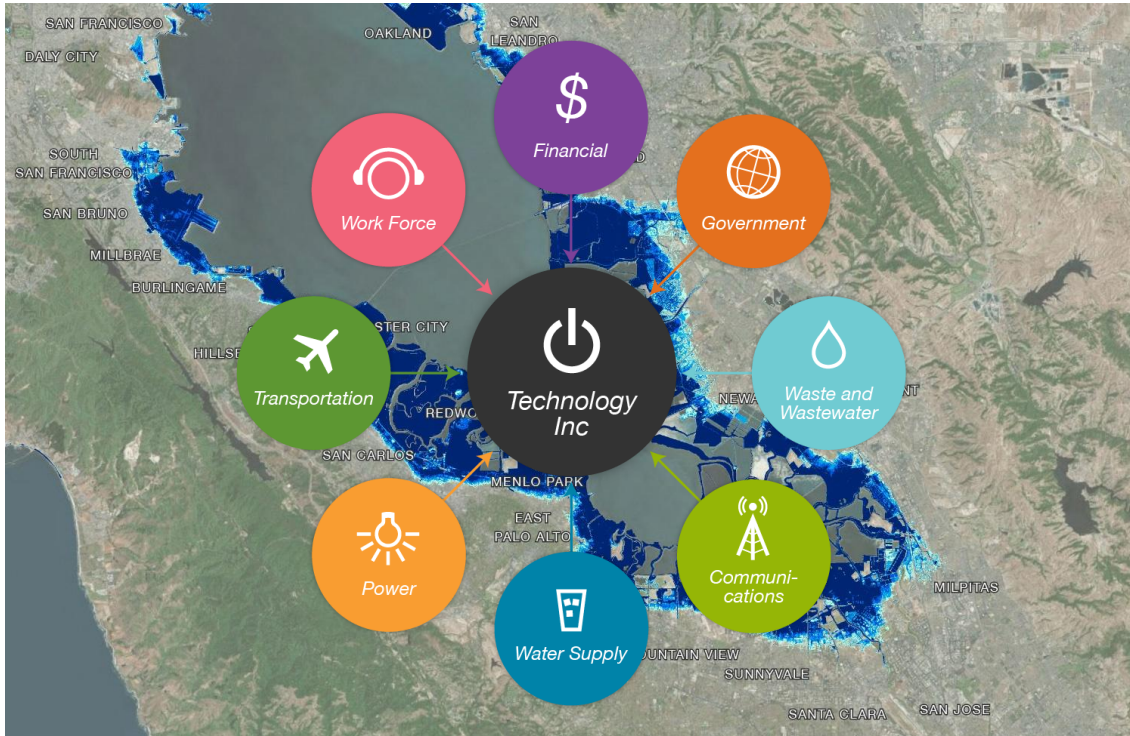 SAN FRANCISCO
DALY CITY
OAKLAND
SAN
LEANDRO
$
Financial
SOUTH
SAN FRANCISCO
SAN BRUNO
MILLBRAE
BURLINGAME
Work Force
Government
STER CITY
HILLSB
Transportation
REDWO
SAN CARLOS
Technology
Inc
NEWA
NT
Waste and
Wastewater
MENLO PARK
EAST
PALO ALTO
Power
Water Supply
Communi-
cations
MILPITAS
OUNTAIN VIEW
SUNNYVALE
SANTA CLARA
SAN JOSE